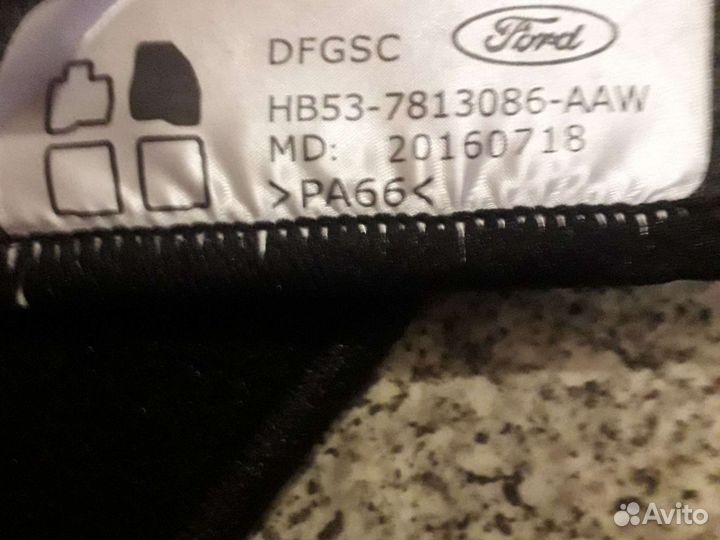 DFGSC Ford
HB53-7813086-AAW
MD: 20160718
>PA66<
Avito